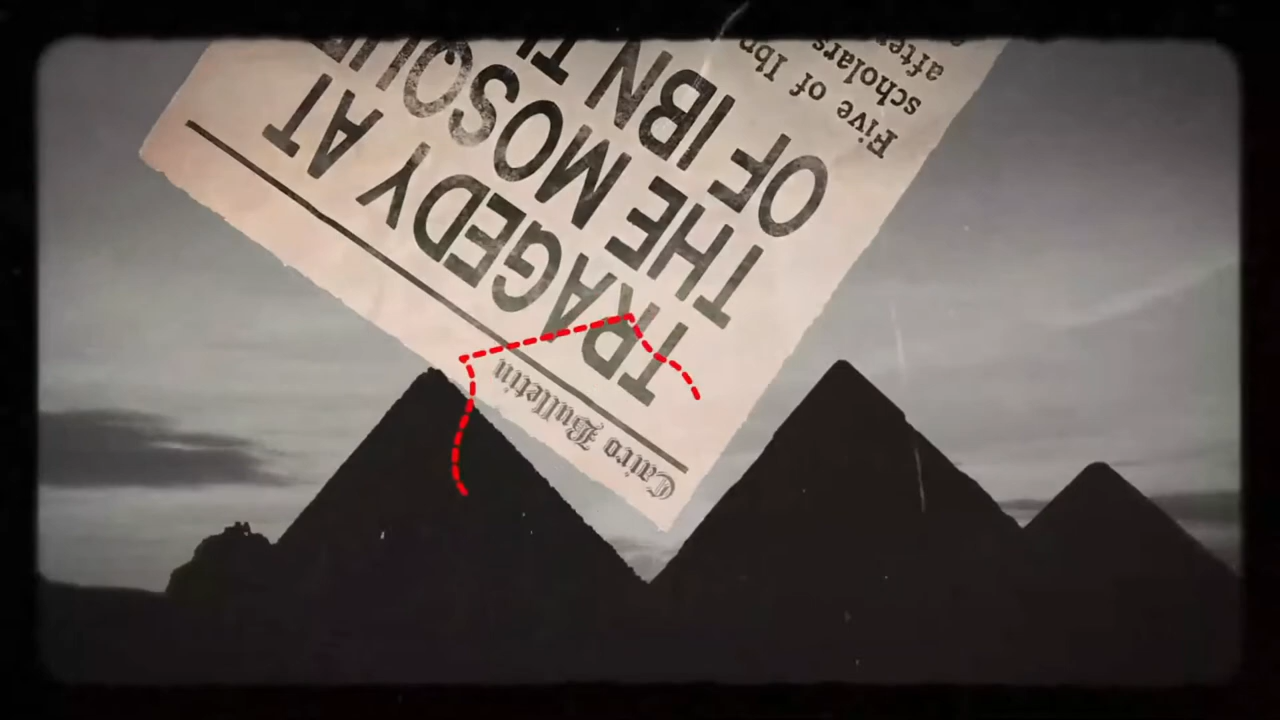 Cairo Bulletin
TRAGEDY AT
THE MOSQUE
OF IBN
Five of Ibn
scholars
after